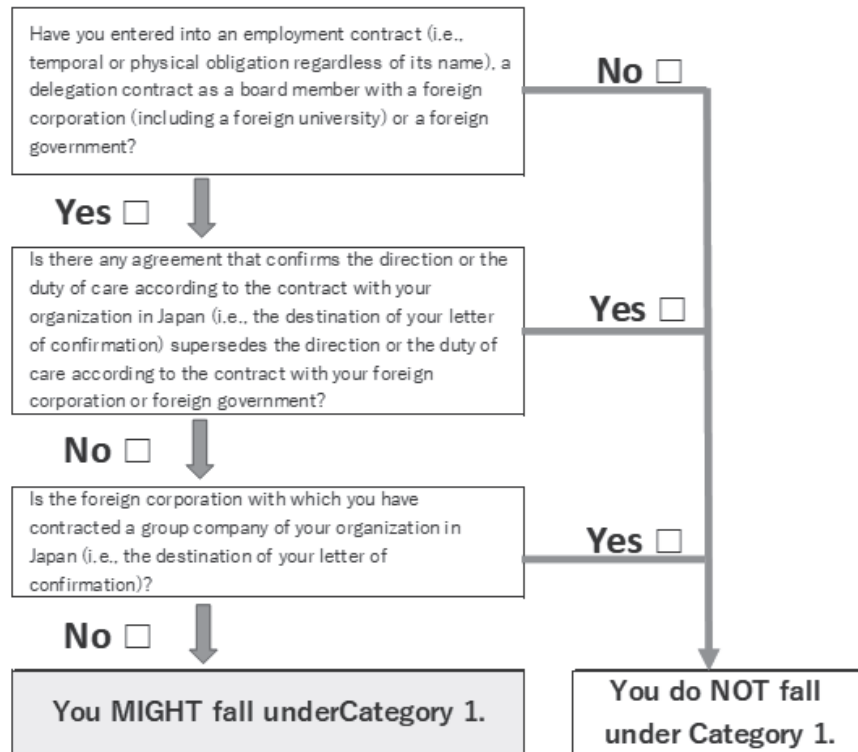 Have you entered into an employment contract (i.e.,
temporal or physical obligation regardless of its name), a
delegation contract as a board member with a foreign
corporation (including a foreign university) or a foreign
government?
No □
Yes □
Is there any agreement that confirms the direction or the
duty of care according to the contract with your
organization in Japan (i.e., the destination of your letter
of confirmation) supersedes the direction or the duty of
care according to the contract with your foreign
corporation or foreign government?
Yes □
No □
Is the foreign corporation with which you have
contracted a group company of your organization in
Japan (i.e., the destination of your letter of
confirmation)?
Yes □
No □
You MIGHT fall underCategory 1.
You do NOT fall
under Category 1.